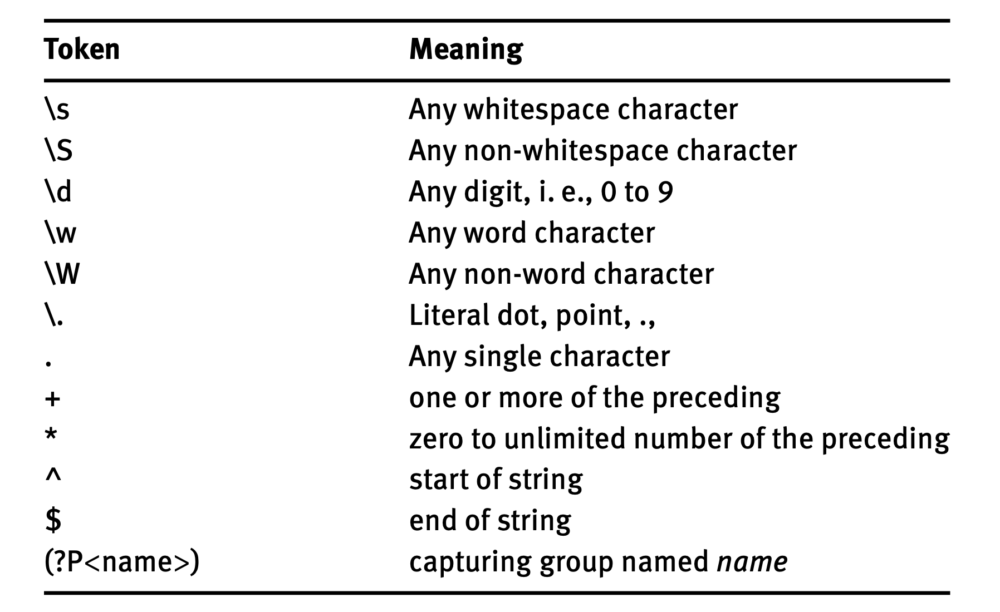 Token Meaning
\s Any whitespace character
\S Any non-whitespace character
\d Any digit, i. e., 0 to 9
\w Any word character
\W Any non-word character
\. Literal dot, point, .,
. Any single character
+ one or more of the preceding
* zero to unlimited number of the preceding
^ start of string
$ end of string
(?P<name>) capturing group named name